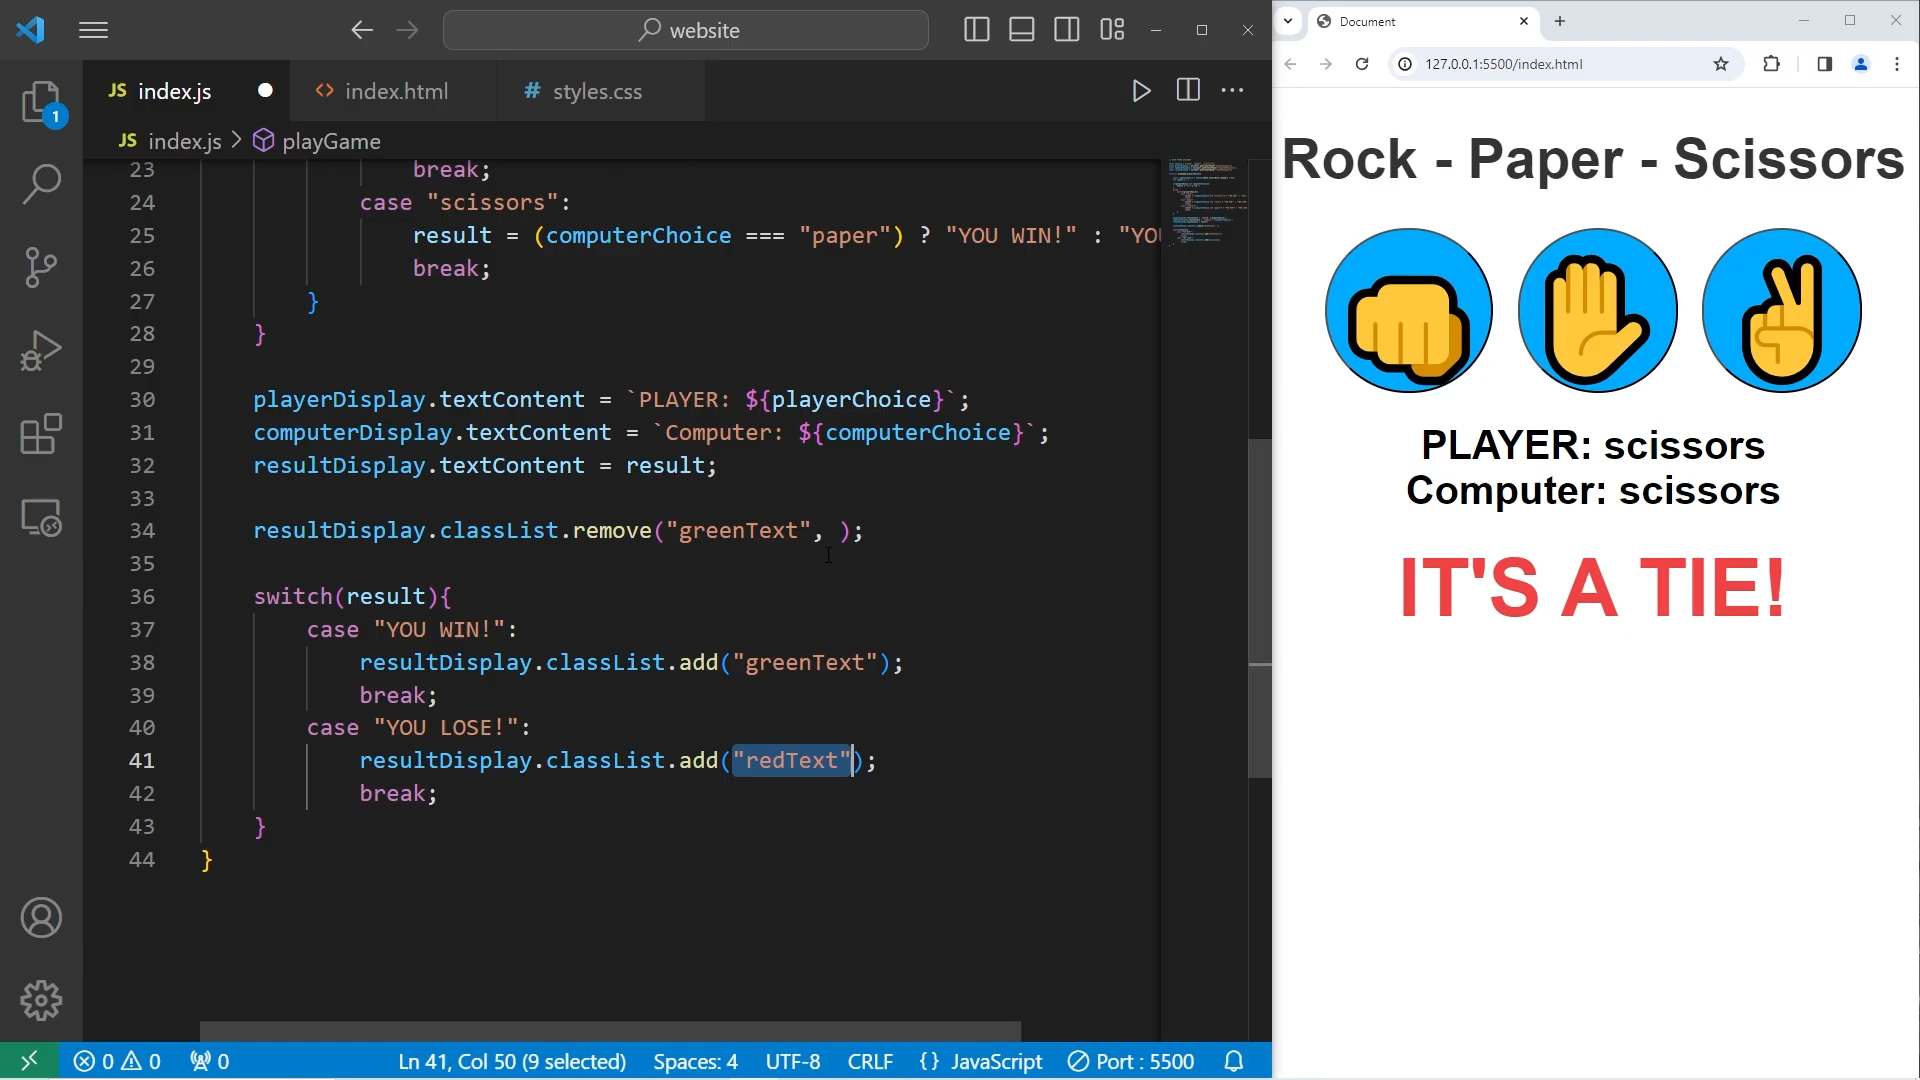 website
JS index.js
<> index.html
# styles.css
JS index.js > playGame
23 break;
24 case "scissors":
25 result = (computerChoice === "paper") ? "YOU WIN!" : "YOU
26 break;
27 }
28 }
29
30 playerDisplay.textContent = `PLAYER: ${playerChoice}`;
31 computerDisplay.textContent = `Computer: ${computerChoice}`;
32 resultDisplay.textContent = result;
33
34 resultDisplay.classList.remove("greenText", );
35
36 switch(result){
37 case "YOU WIN!":
38 resultDisplay.classList.add("greenText");
39 break;
40 case "YOU LOSE!":
41 resultDisplay.classList.add("redText");
42 break;
43 }
44 }
1
0 0 0 Ln 41, Col 50 (9 selected) Spaces: 4 UTF-8 CRLF {} JavaScript Port : 5500
Document
127.0.0.1:5500/index.html
Rock - Paper - Scissors
PLAYER: scissors
Computer: scissors
IT'S A TIE!